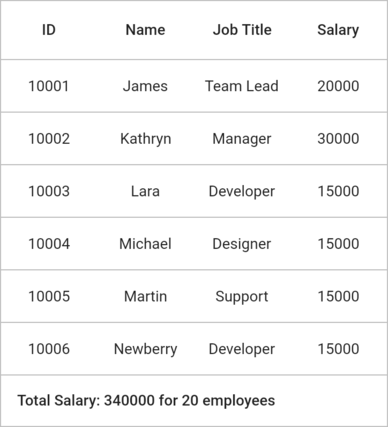 ID Name Job Title Salary
10001 James Team Lead 20000
10002 Kathryn Manager 30000
10003 Lara Developer 15000
10004 Michael Designer 15000
10005 Martin Support 15000
10006 Newberry Developer 15000
Total Salary: 340000 for 20 employees